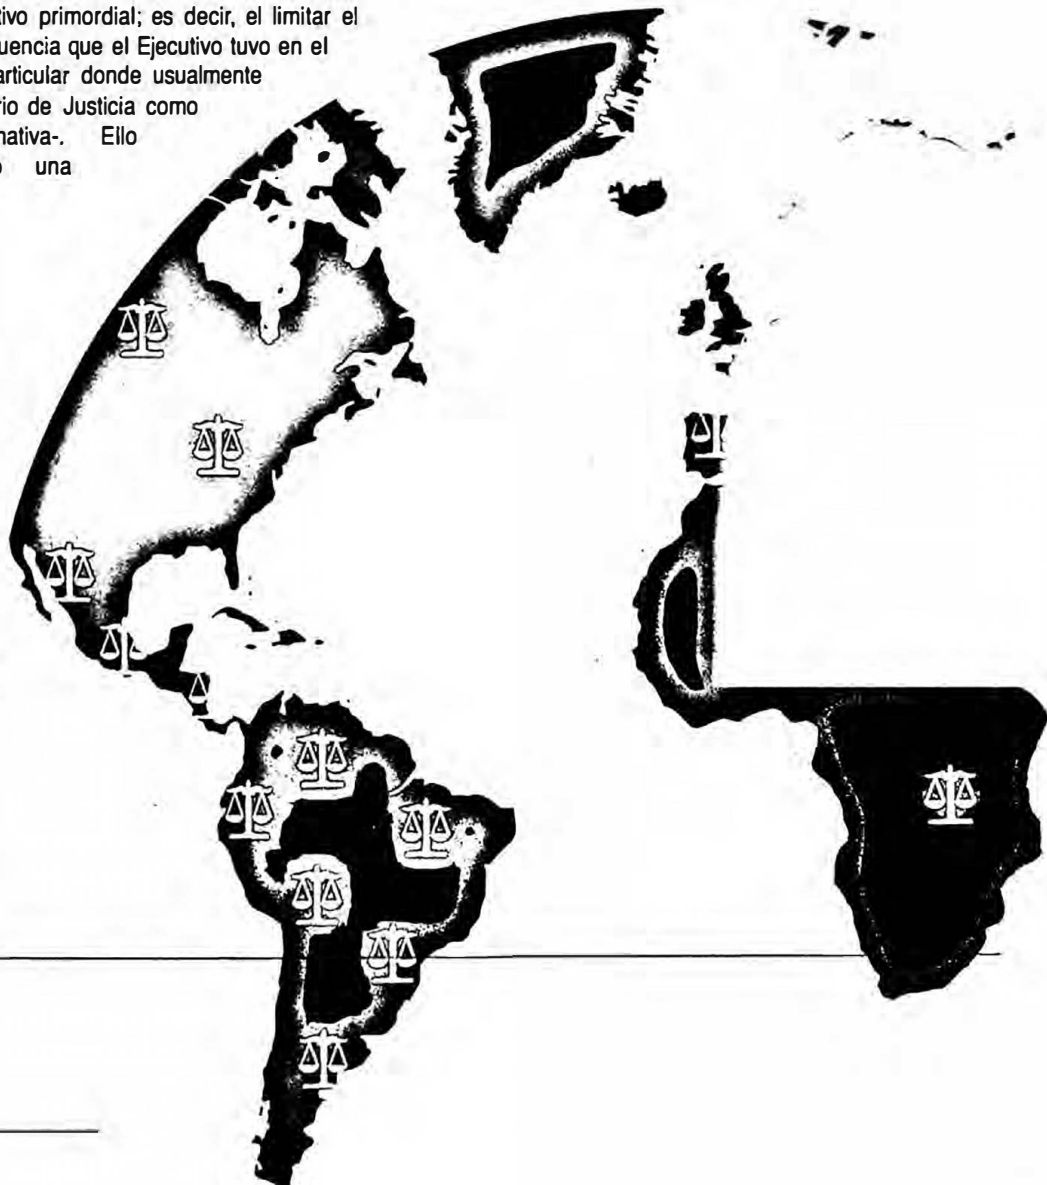 tivo primordial; es decir, el limitar el
uencia que el Ejecutivo tuvo en el
articular donde usualmente
rio de Justicia como
nativa-. Ello
una